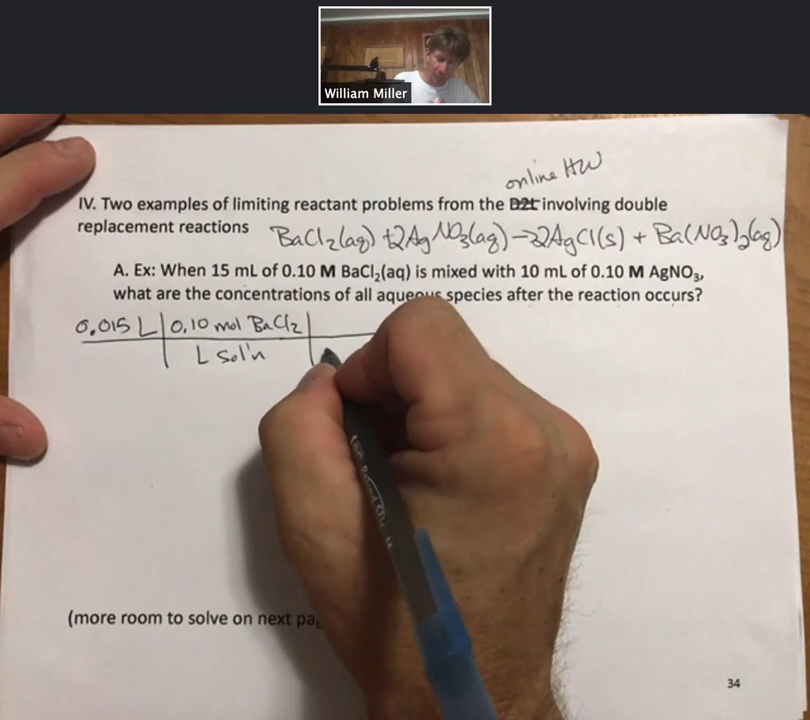 William Miller
online HW
IV. Two examples of limiting reactant problems from the D2L involving double
replacement reactions BaCl₂(aq) + 2AgNO₃(aq) → 2AgCl(s) + Ba(NO₃)₂(aq)
A. Ex: When 15 mL of 0.10 M BaCl₂(aq) is mixed with 10 mL of 0.10 M AgNO₃,
what are the concentrations of all aqueous species after the reaction occurs?
0.015 L | 0.10 mol BaCl₂ |
L Sol'n
(more room to solve on next
34